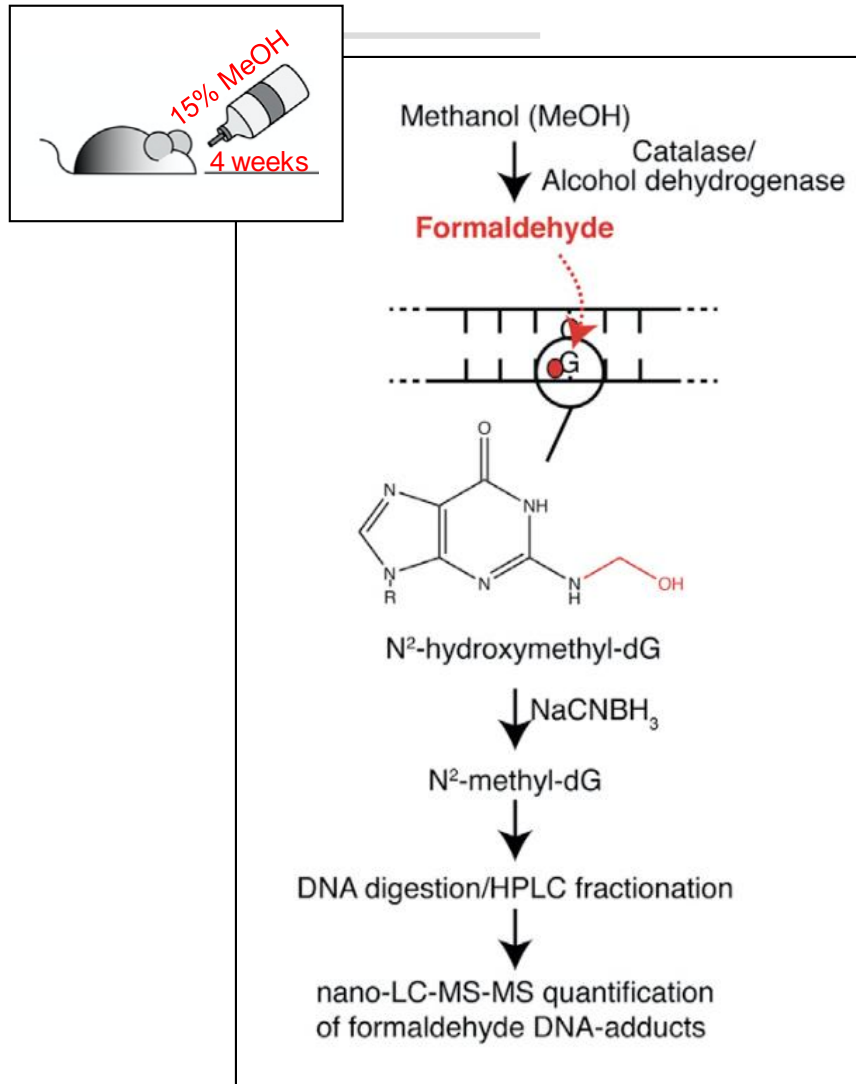 15% MeOH
4 weeks
Methanol (MeOH)
Catalase/
Alcohol dehydrogenase
Formaldehyde
C
G
O
N
NH
N
R
N
N
H
OH
N²-hydroxymethyl-dG
NaCNBH₃
N²-methyl-dG
DNA digestion/HPLC fractionation
nano-LC-MS-MS quantification
of formaldehyde DNA-adducts